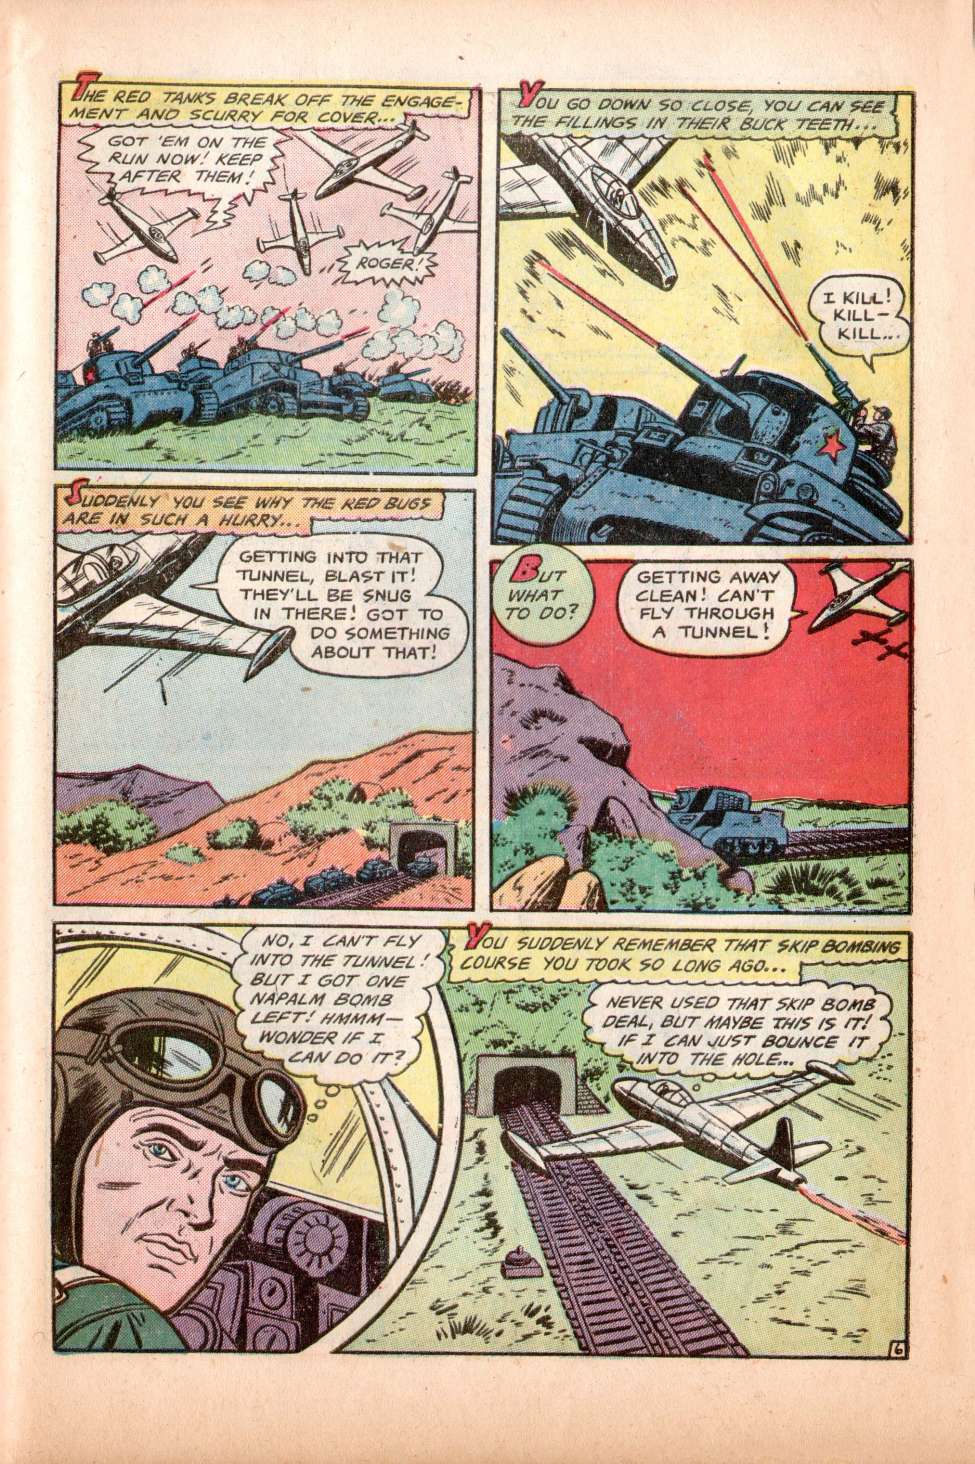 THE RED TANKS BREAK OFF THE ENGAGE-
MENT AND SCURRY FOR COVER...
GOT 'EM ON THE
RUN NOW! KEEP
AFTER THEM!
ROGER!
YOU GO DOWN SO CLOSE, YOU CAN SEE
THE FILLINGS IN THEIR BUCK TEETH...
I KILL!
KILL—
KILL...
SUDDENLY YOU SEE WHY THE RED BUGS
ARE IN SUCH A HURRY...
GETTING INTO THAT
TUNNEL, BLAST IT!
THEY'LL BE SNUG
IN THERE! GOT TO
DO SOMETHING
ABOUT THAT!
BUT
WHAT
TO DO?
GETTING AWAY
CLEAN! CAN'T
FLY THROUGH
A TUNNEL!
NO, I CAN'T FLY
INTO THE TUNNEL!
BUT I GOT ONE
NAPALM BOMB
LEFT! HMMM—
WONDER IF I
CAN DO IT?
YOU SUDDENLY REMEMBER THAT SKIP BOMBING
COURSE YOU TOOK SO LONG AGO...
NEVER USED THAT SKIP BOMB
DEAL, BUT MAYBE THIS IS IT!
IF I CAN JUST BOUNCE IT
INTO THE HOLE...
6